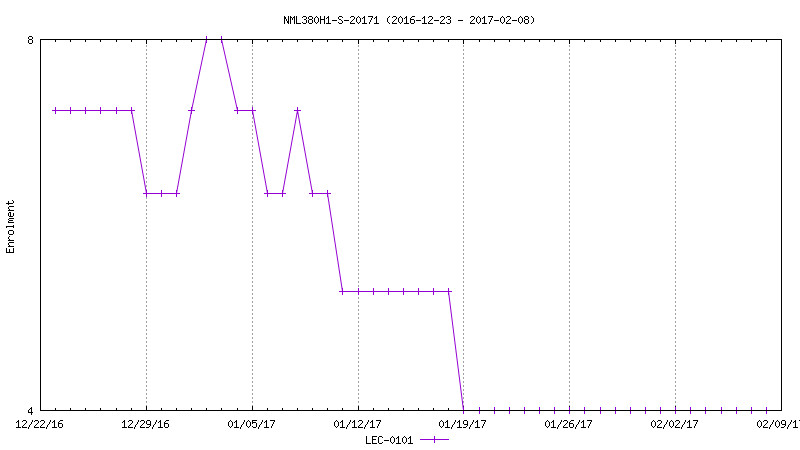 NML380H1-S-20171 (2016-12-23 - 2017-02-08)
8
Enrolment
4
12/22/16 12/29/16 01/05/17 01/12/17 01/19/17 01/26/17 02/02/17 02/09/1
LEC-0101